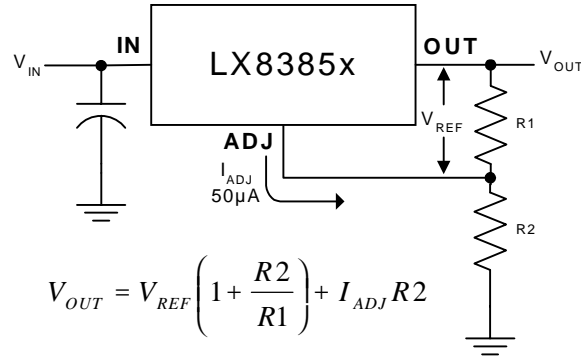 IN
LX8385x
OUT
V_IN
V_OUT
V_REF
R1
ADJ
I_ADJ
50µA
R2
V_OUT = V_REF (1 + R2/R1) + I_ADJ R2